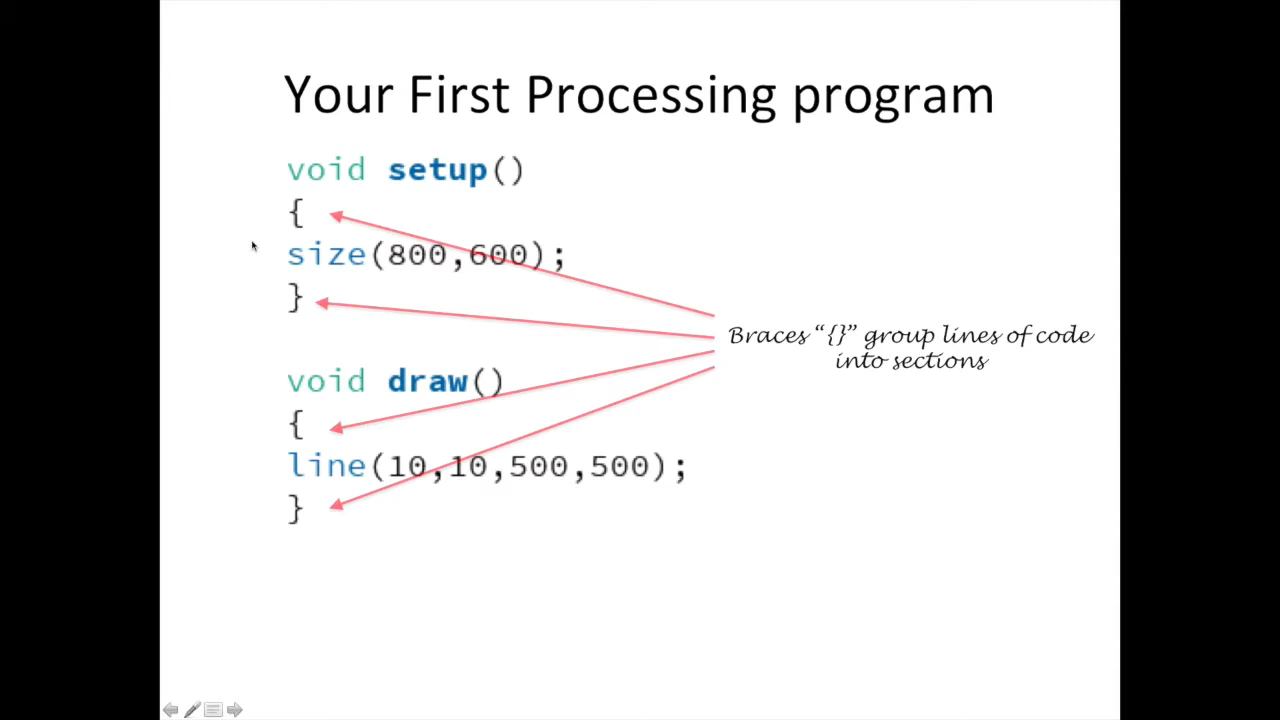 Your First Processing program
void setup()
{
size(800,600);
}
Braces “{}” group lines of code
into sections
void draw()
{
line(10,10,500,500);
}